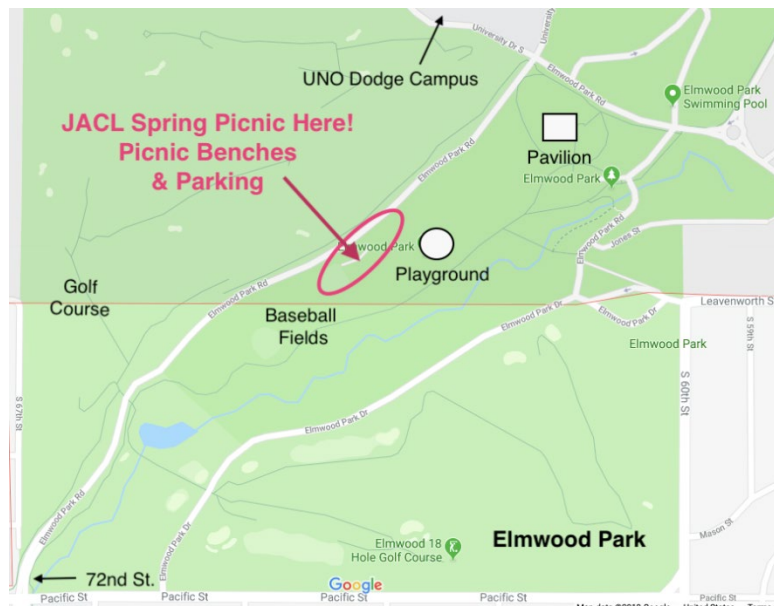 University Dr S
University
UNO Dodge Campus
Elmwood Park Rd
Elmwood Park
Swimming Pool
JACL Spring Picnic Here!
Picnic Benches
& Parking
Pavilion
Elmwood Park
Elmwood Park Rd
Elmwood Park Rd
Jones St
Playground
Golf
Course
Elmwood Park Rd
Baseball
Fields
Elmwood Park Dr
Leavenworth S
Elmwood Park Dr
S 59th St
Elmwood Park
S 60th St
S 67th St
Elmwood Park Dr
Elmwood Park Rd
Elmwood Park Dr
Mason St
Elmwood 18
Hole Golf Course
Elmwood Park
72nd St.
Google
Pacific St
Pacific St
Pacific St
Pacific St
Pacific St